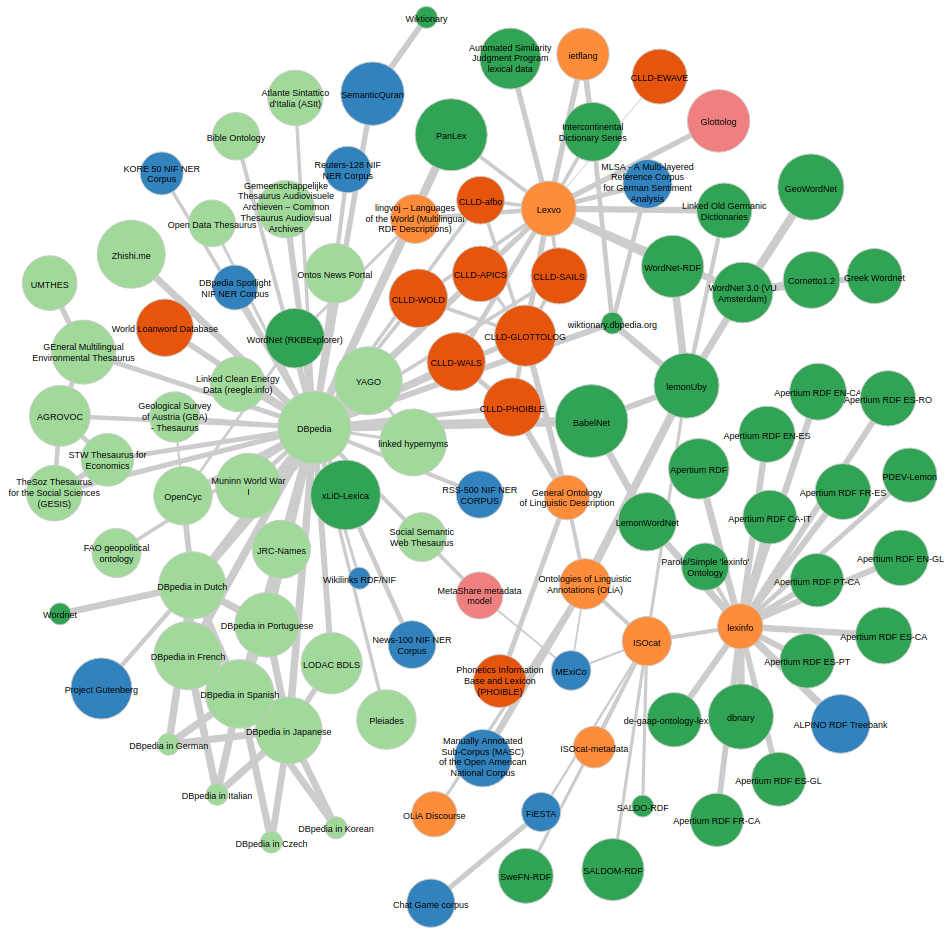 Wiktionary
Automated Similarity
Judgment Program
lexical data
ietflang
CLLD-EWAVE
Atlante Sintattico
d'Italia (ASIt)
SemanticQuran
Glottolog
Bible Ontology
PanLex
Intercontinental
Dictionary Series
KORE 50 NIF NER
Corpus
Reuters-128 NIF
NER Corpus
MLSA - A Multi-layered
Reference Corpus
for German Sentiment
Analysis
GeoWordNet
Gemeenschappelijke
Thesaurus Audiovisuele
Archieven – Common
Thesaurus Audiovisual
Archives
CLLD-afbo
Open Data Thesaurus
lingvoj – Languages
of the World (Multilingual
RDF Descriptions)
Lexvo
Linked Old Germanic
Dictionaries
Zhishi.me
Ontos News Portal
CLLD-APICS
CLLD-SAILS
WordNet-RDF
UMTHES
DBpedia Spotlight
NIF NER Corpus
CLLD-WOLD
WordNet 3.0 (VU
Amsterdam)
Cornetto1.2
Greek Wordnet
World Loanword Database
WordNet (RKBExplorer)
CLLD-GLOTTOLOG
wiktionary.dbpedia.org
GEneral Multilingual
Environmental Thesaurus
CLLD-WALS
Linked Clean Energy
Data (reegle.info)
YAGO
lemonUby
Apertium EN-CA
Apertium ES-RO
AGROVOC
Geological Survey
of Austria (GBA)
- Thesaurus
DBpedia
CLLD-PHOIBLE
BabelNet
linked hypernyms
Apertium EN-ES
STW Thesaurus for
Economics
Apertium RDF
PDEV-Lemon
TheSoz Thesaurus
for the Social Sciences
(GESIS)
OpenCyc
Muninn World War
I
xLiD-Lexica
RSS-500 NIF NER
CORPUS
General Ontology
of Linguistic Description
Apertium FR-ES
Apertium RDF CA-IT
LemonWordNet
FAO geopolitical
ontology
JRC-Names
Social Semantic
Web Thesaurus
Parole/Simple 'lexinfo'
Ontology
Apertium RDF EN-GL
DBpedia in Dutch
Wikilinks RDF/NIF
MetaShare metadata
model
Ontologies of Linguistic
Annotations (OLiA)
Apertium RDF PT-CA
Wordnet
DBpedia in Portuguese
lexinfo
Apertium RDF ES-CA
News-100 NIF NER
Corpus
ISOcat
DBpedia in French
LODAC BDLS
Apertium RDF ES-PT
Phonetics Information
Base and Lexicon
(PHOIBLE)
MExiCo
Project Gutenberg
DBpedia in Spanish
Pleiades
de-gaap-ontology-lexi
dbnary
ALPINO RDF Treebank
DBpedia in Japanese
DBpedia in German
Manually Annotated
Sub-Corpus (MASC)
of the Open American
National Corpus
ISOcat-metadata
Apertium RDF ES-GL
DBpedia in Italian
SALDO-RDF
OLiA Discourse
FiESTA
Apertium RDF FR-CA
DBpedia in Korean
DBpedia in Czech
SweFN-RDF
SALDOM-RDF
Chat Game corpus